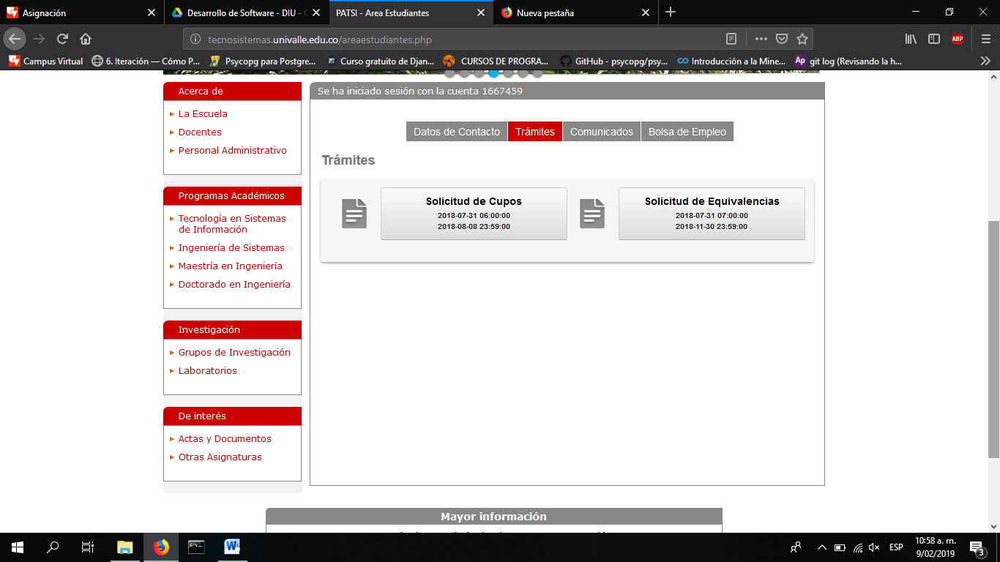 Asignación
Desarrollo de Software - DIU - G
PATSI - Area Estudiantes
Nueva pestaña
tecnosistemas.univalle.edu.co/areaestudiantes.php
ABP
Campus Virtual
6. Iteración — Cómo P...
Psycopg para Postgre...
Curso gratuito de Djan...
CURSOS DE PROGRA...
GitHub - psycopg/psy...
Introducción a la Mine...
Ap git log (Revisando la h...
Acerca de
La Escuela
Docentes
Personal Administrativo
Programas Académicos
Tecnología en Sistemas
de Información
Ingeniería de Sistemas
Maestría en Ingeniería
Doctorado en Ingeniería
Investigación
Grupos de Investigación
Laboratorios
De interés
Actas y Documentos
Otras Asignaturas
Se ha iniciado sesión con la cuenta 1667459
Datos de Contacto
Trámites
Comunicados
Bolsa de Empleo
Trámites
Solicitud de Cupos
2018-07-31 06:00:00
2018-08-08 23:59:00
Solicitud de Equivalencias
2018-07-31 07:00:00
2018-11-30 23:59:00
Mayor información
ESP
10:58 a. m.
9/02/2019
3